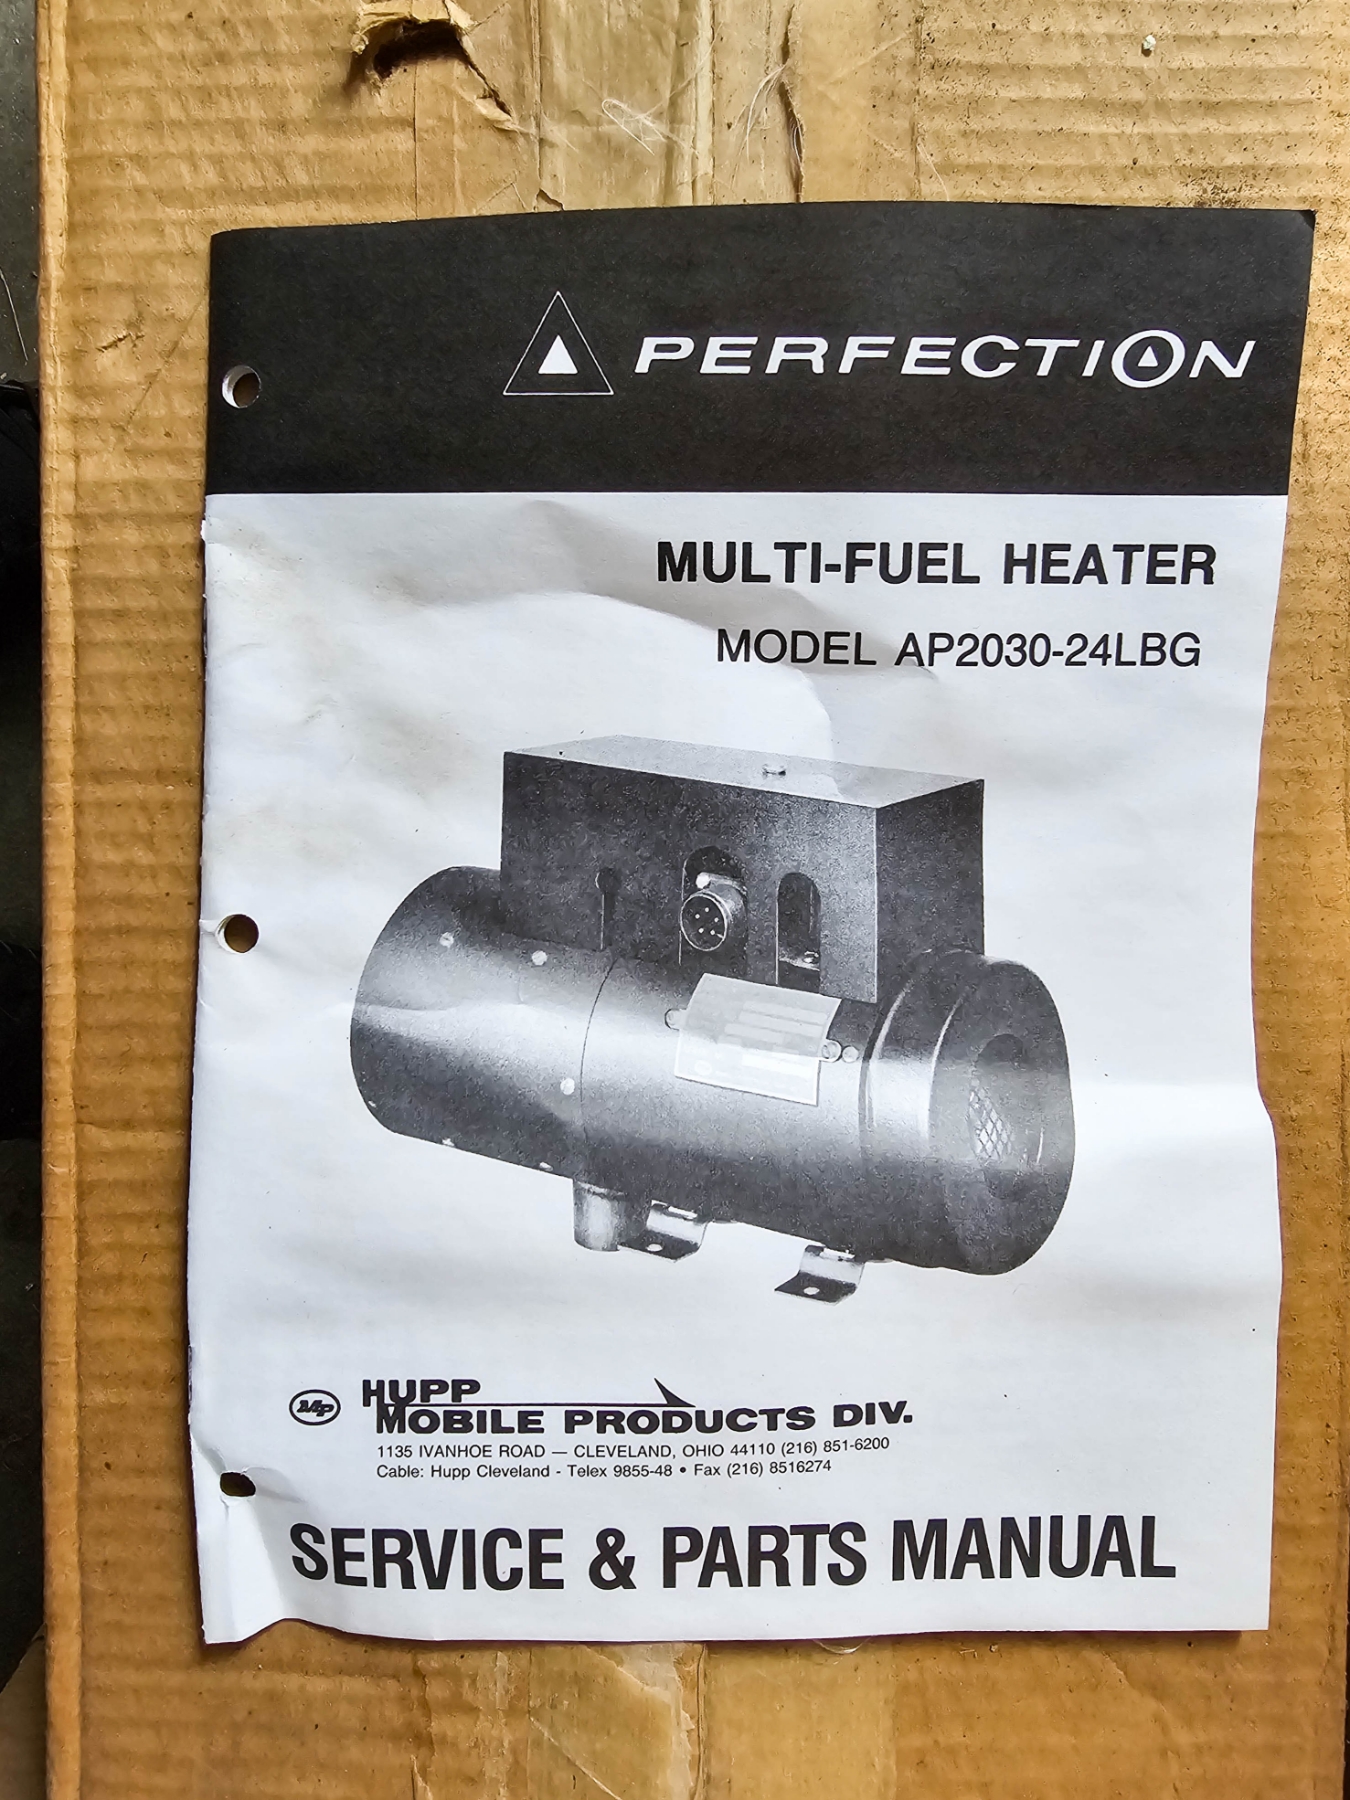 PERFECTION
MULTI-FUEL HEATER
MODEL AP2030-24LBG
MP
HUPP
MOBILE PRODUCTS DIV.
1135 IVANHOE ROAD — CLEVELAND, OHIO 44110 (216) 851-6200
Cable: Hupp Cleveland - Telex 9855-48 • Fax (216) 8516274
SERVICE & PARTS MANUAL